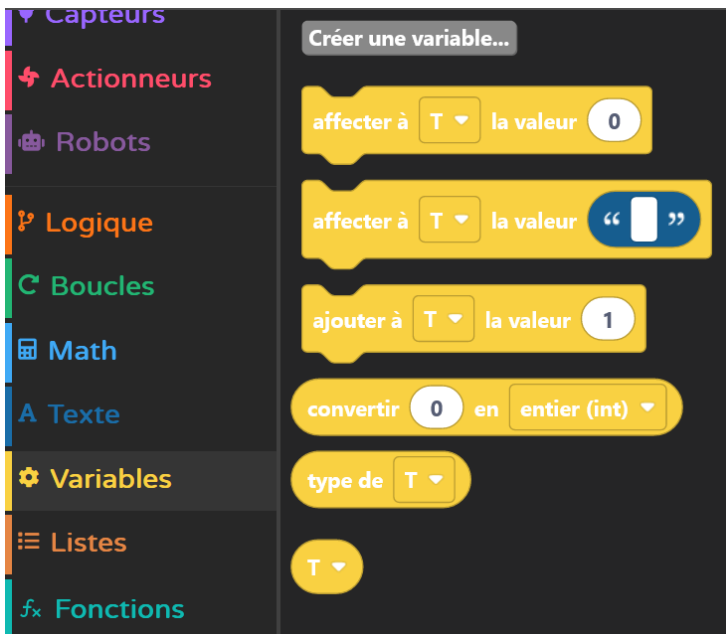 Capteurs
Actionneurs
Robots
Logique
Boucles
Math
Texte
Variables
Listes
Fonctions
Créer une variable...
affecter à T la valeur 0
affecter à T la valeur “ ”
ajouter à T la valeur 1
convertir 0 en entier (int)
type de T
T